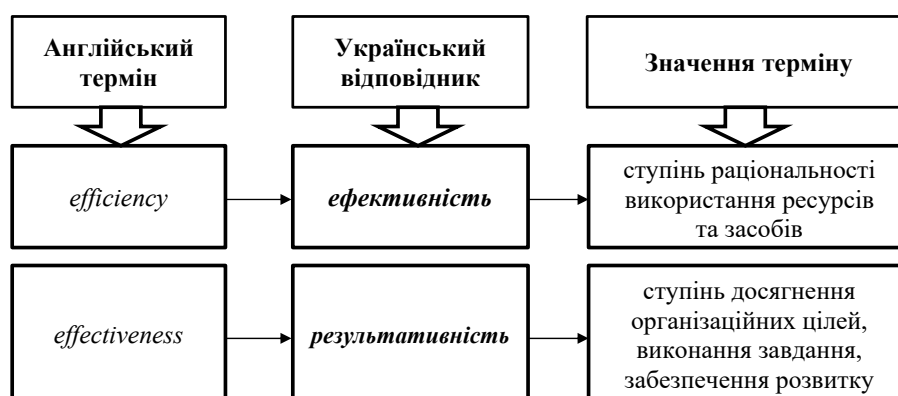 Англійський
термін
Український
відповідник
Значення терміну
efficiency
ефективність
ступінь раціональності
використання ресурсів
та засобів
effectiveness
результативність
ступінь досягнення
організаційних цілей,
виконання завдання,
забезпечення розвитку